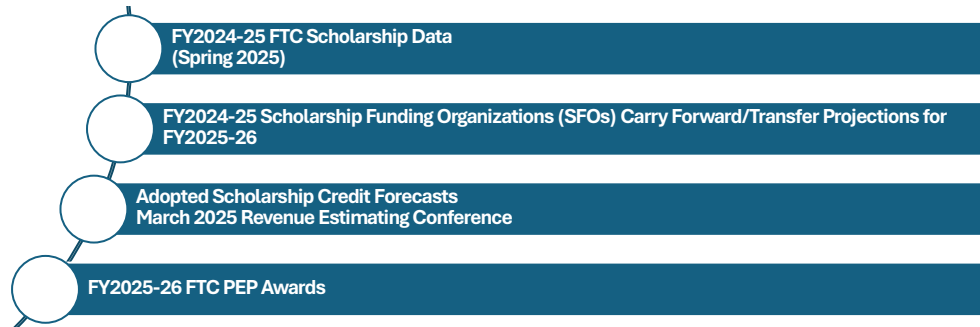 FY2024-25 FTC Scholarship Data
(Spring 2025)
FY2024-25 Scholarship Funding Organizations (SFOs) Carry Forward/Transfer Projections for
FY2025-26
Adopted Scholarship Credit Forecasts
March 2025 Revenue Estimating Conference
FY2025-26 FTC PEP Awards